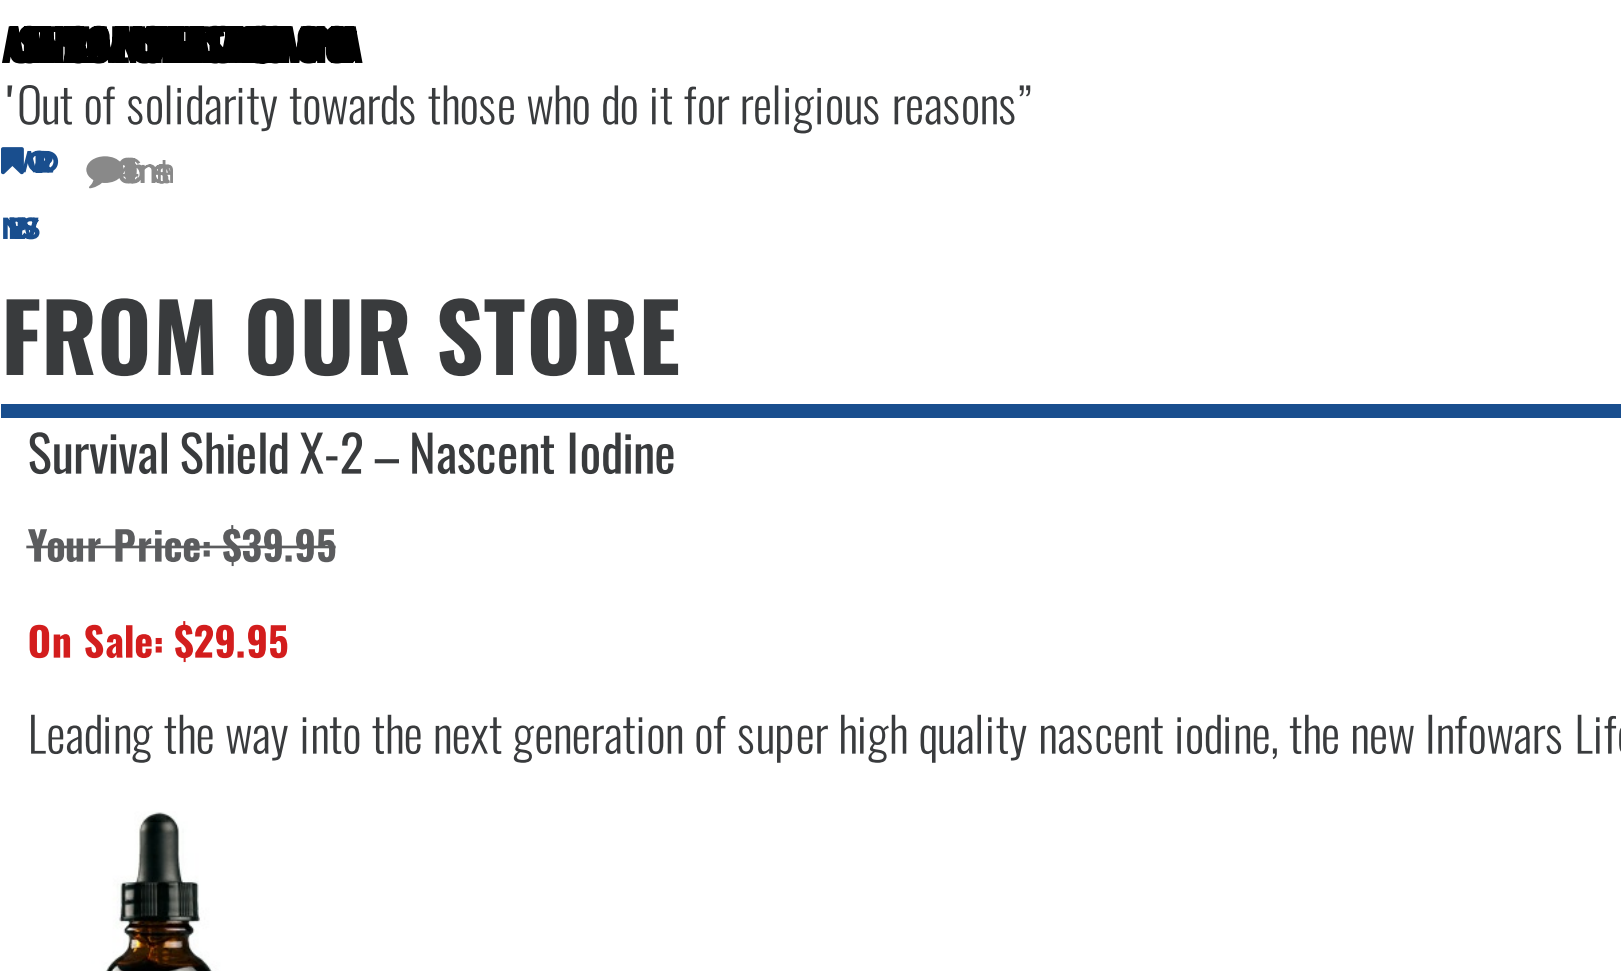 "Out of solidarity towards those who do it for religious reasons”
FROM OUR STORE
Survival Shield X-2 – Nascent Iodine
Your Price: $39.95
On Sale: $29.95
Leading the way into the next generation of super high quality nascent iodine, the new Infowars